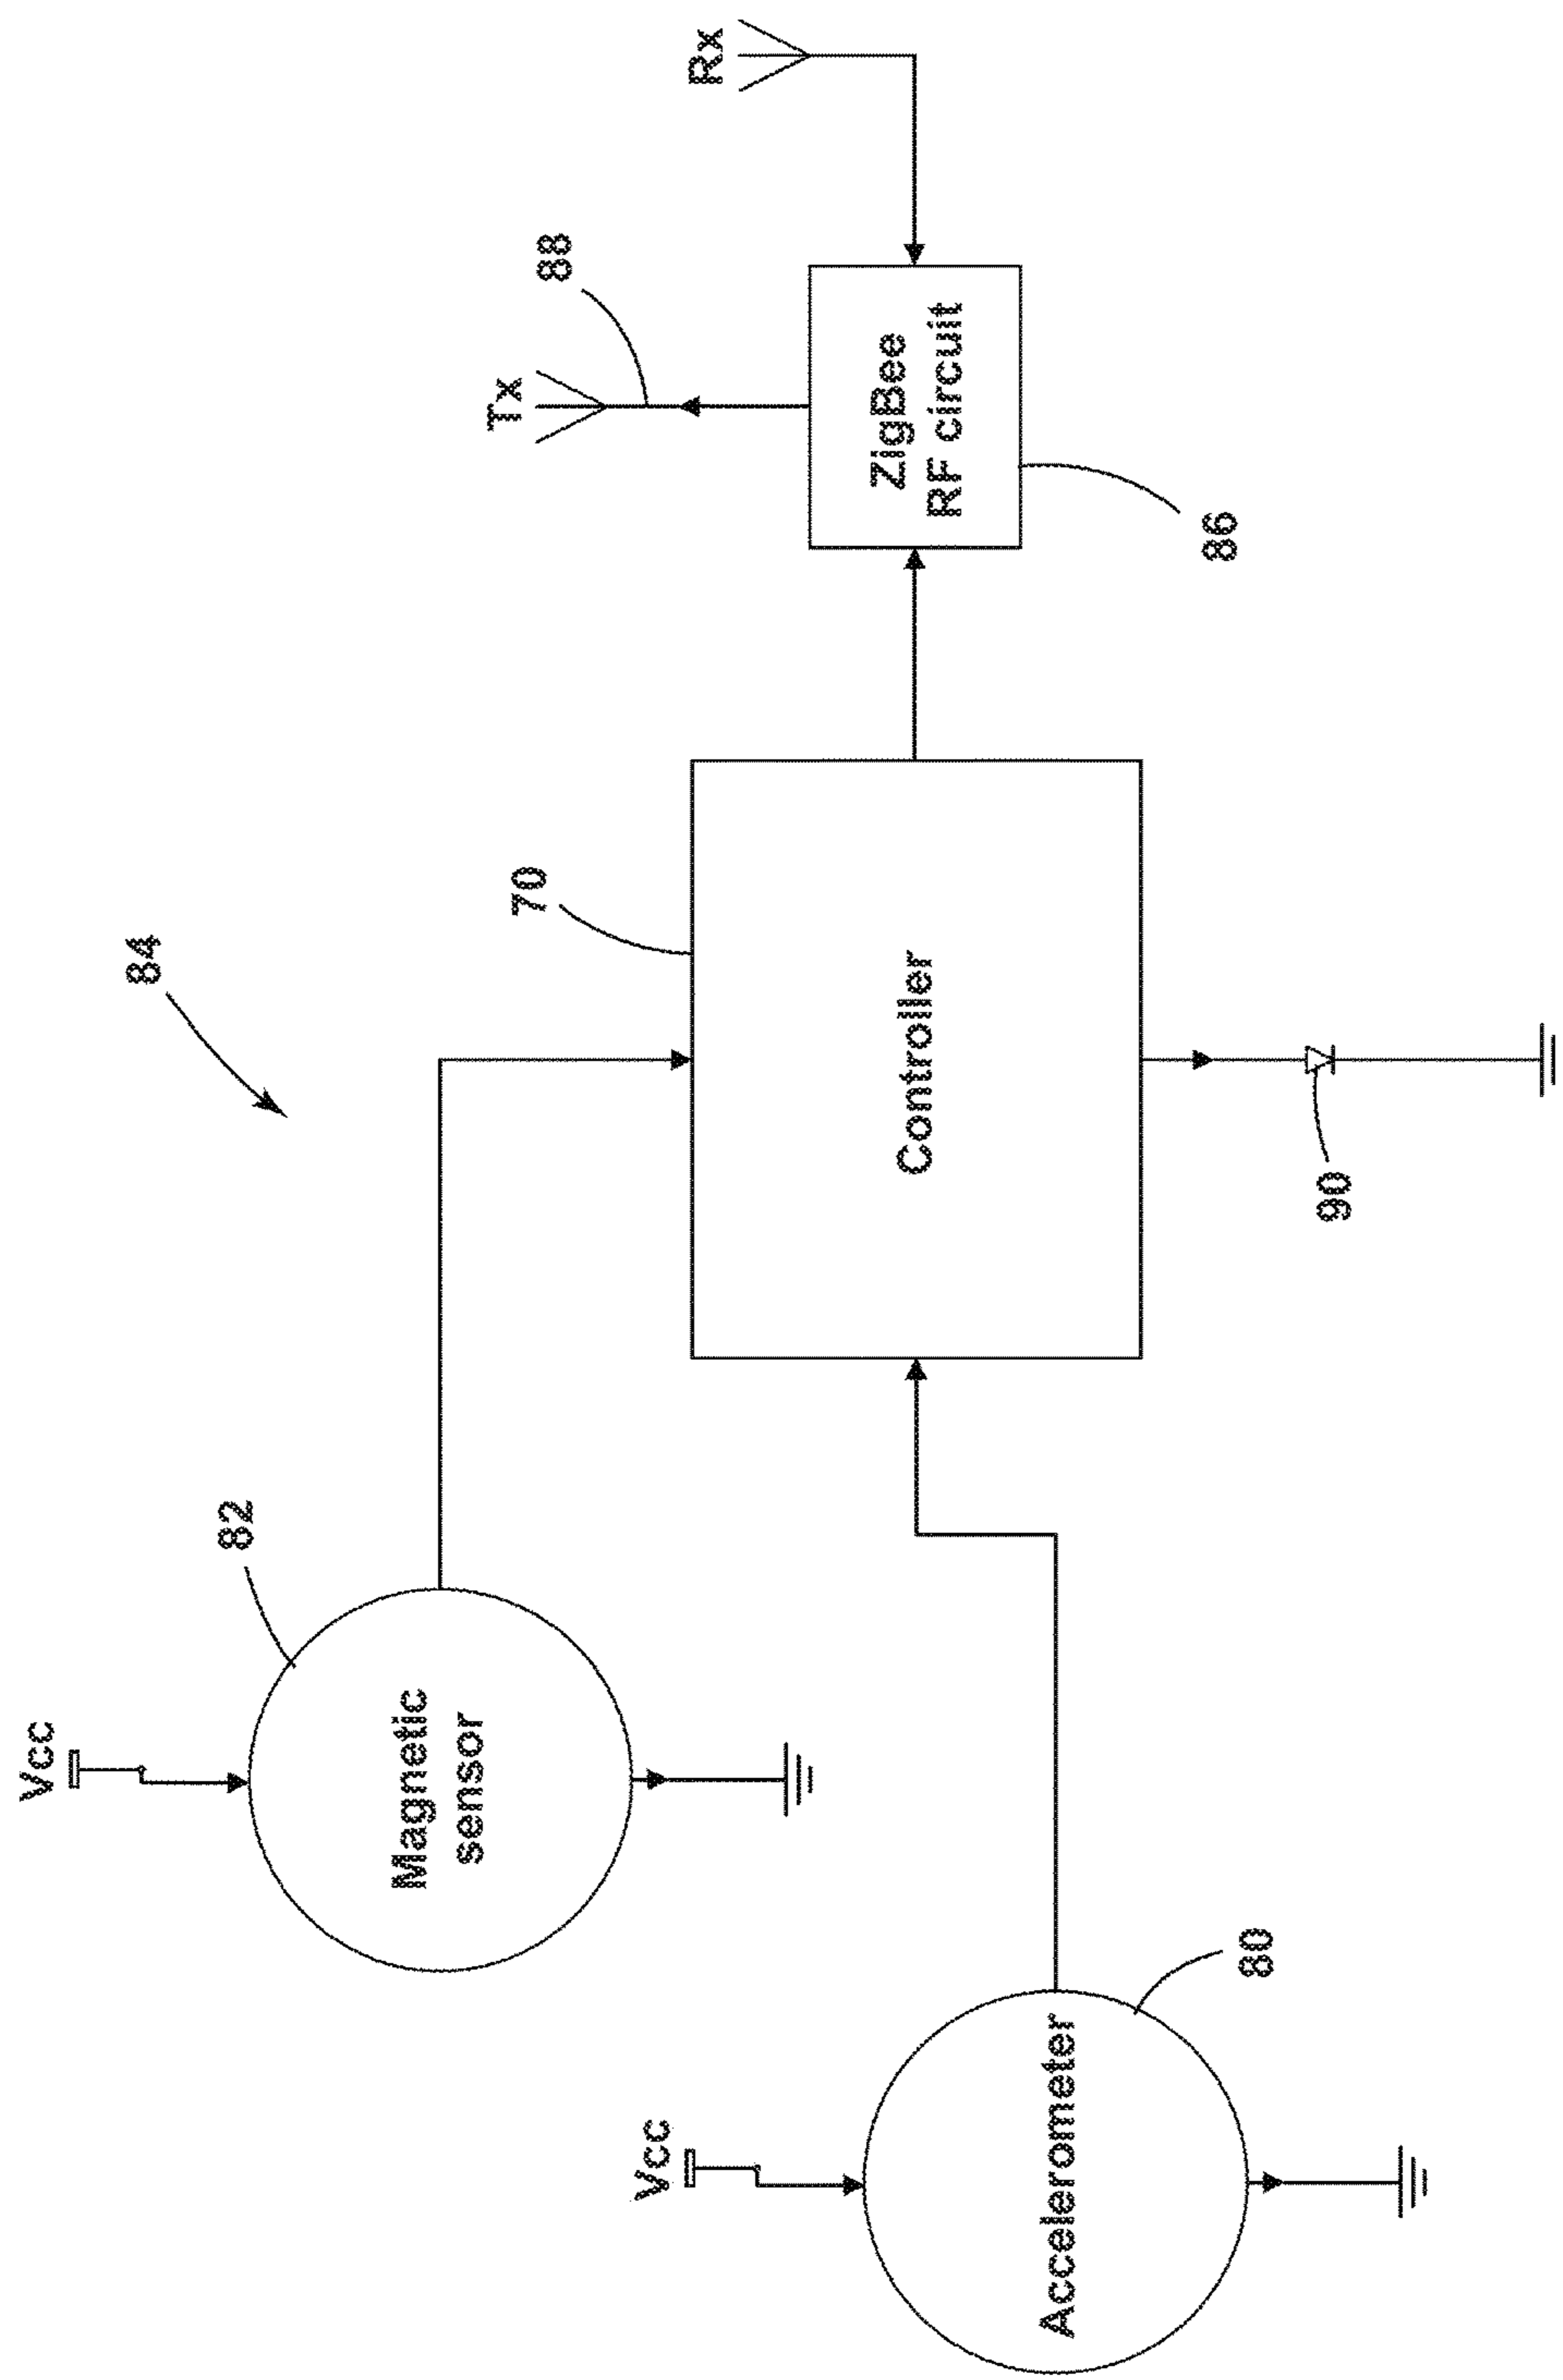 84
Vcc
82
Magnetic
sensor
Vcc
Accelerometer
80
70
Controller
90
Tx
88
ZigBee
RF circuit
86
Rx